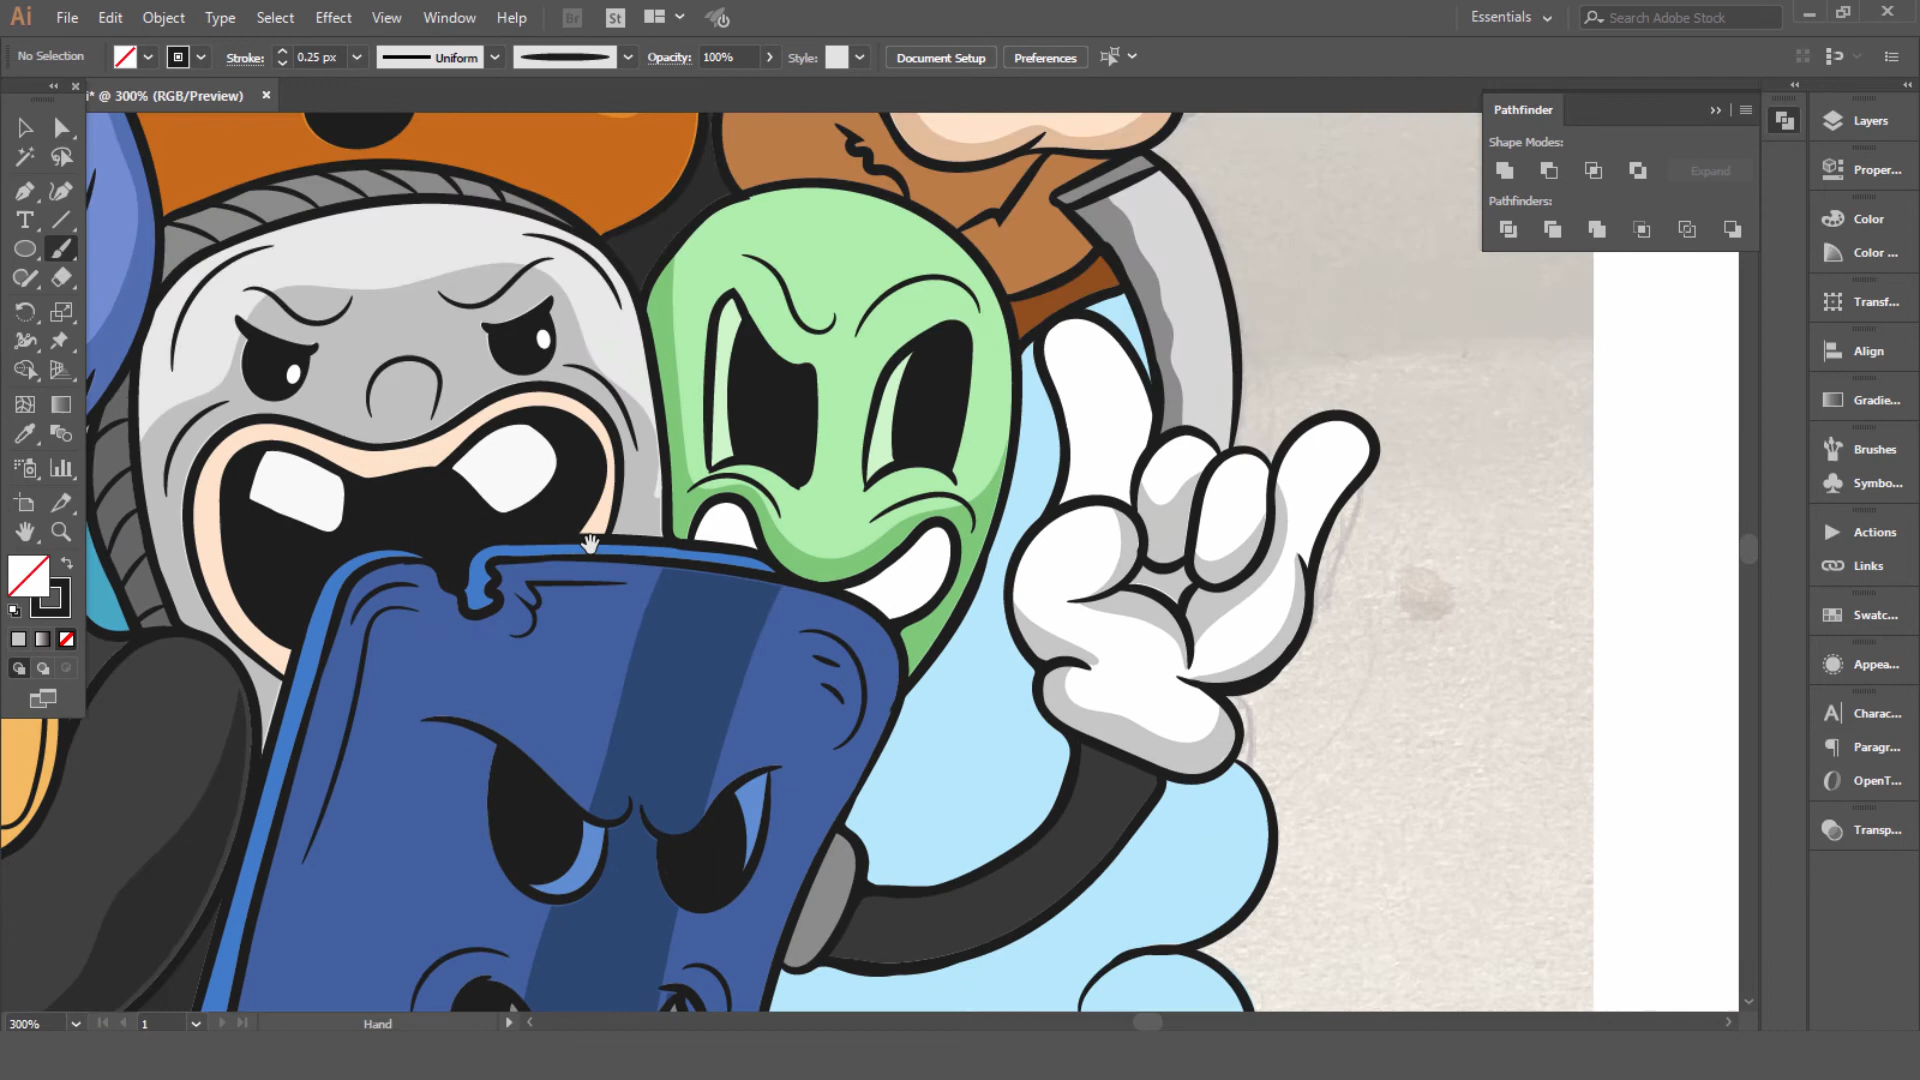 Ai File Edit Object Type Select Effect View Window Help Br St Essentials Search Adobe Stock
No Selection Stroke: 0.25 px Uniform Opacity: 100% Style: Document Setup Preferences
i* @ 300% (RGB/Preview)
Pathfinder
Shape Modes:
Expand
Pathfinders:
Layers
Proper...
Color
Color ...
Transf...
Align
Gradie...
Brushes
Symbo...
Actions
Links
Swatc...
Appea...
Charac...
Paragr...
OpenT...
Transp...
300% 1 Hand